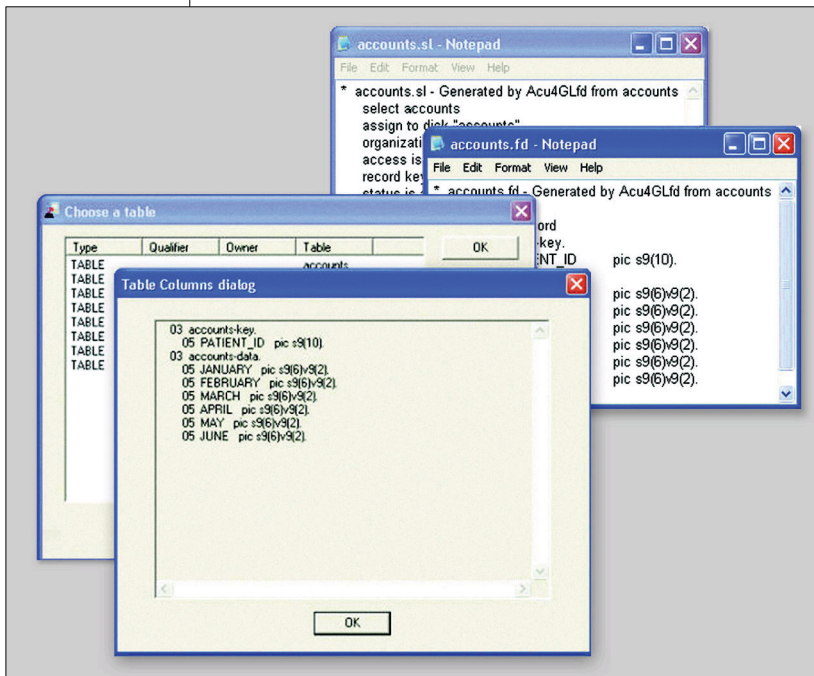 accounts.sl - Notepad
File Edit Format View Help
* accounts.sl - Generated by Acu4GLfd from accounts
select accounts
assign to disk "accounts"
access is
record key
status is
accounts.fd - Notepad
File Edit Format View Help
* accounts.fd - Generated by Acu4GLfd from accounts
pic s9(10).
pic s9(6)v9(2).
pic s9(6)v9(2).
pic s9(6)v9(2).
pic s9(6)v9(2).
pic s9(6)v9(2).
pic s9(6)v9(2).
Choose a table
Type Qualifier Owner Table
OK
TABLE accounts
TABLE
TABLE
TABLE
TABLE
TABLE
TABLE
TABLE
Table Columns dialog
03 accounts-key.
05 PATIENT_ID pic s9(10).
03 accounts-data.
05 JANUARY pic s9(6)v9(2).
05 FEBRUARY pic s9(6)v9(2).
05 MARCH pic s9(6)v9(2).
05 APRIL pic s9(6)v9(2).
05 MAY pic s9(6)v9(2).
05 JUNE pic s9(6)v9(2).
OK